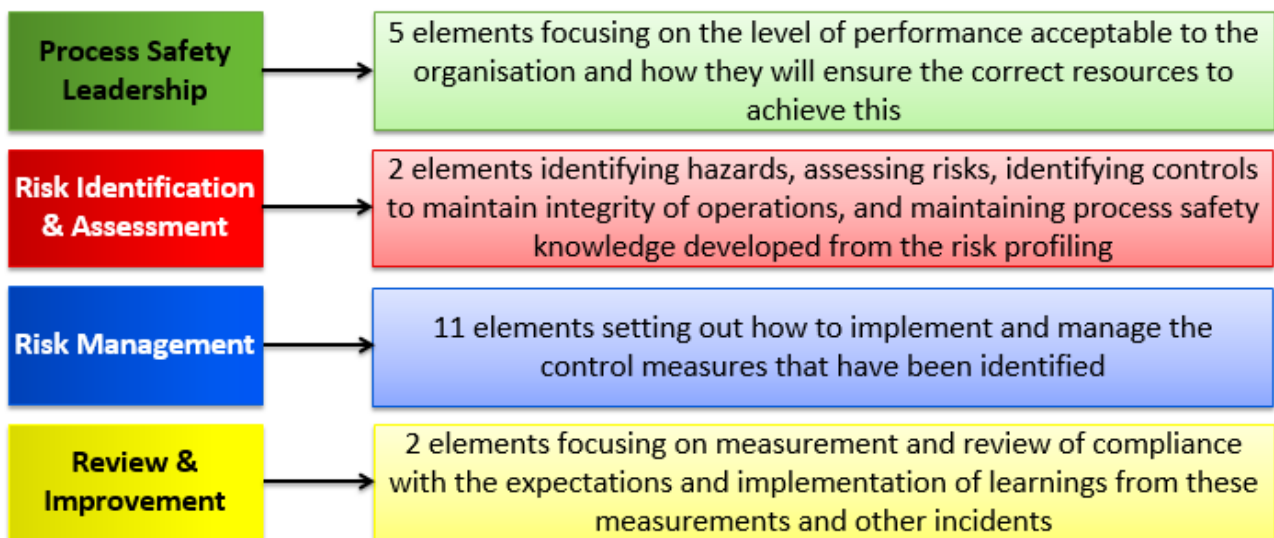 Process Safety
Leadership
5 elements focusing on the level of performance acceptable to the
organisation and how they will ensure the correct resources to
achieve this
Risk Identification
& Assessment
2 elements identifying hazards, assessing risks, identifying controls
to maintain integrity of operations, and maintaining process safety
knowledge developed from the risk profiling
Risk Management
11 elements setting out how to implement and manage the
control measures that have been identified
Review &
Improvement
2 elements focusing on measurement and review of compliance
with the expectations and implementation of learnings from these
measurements and other incidents